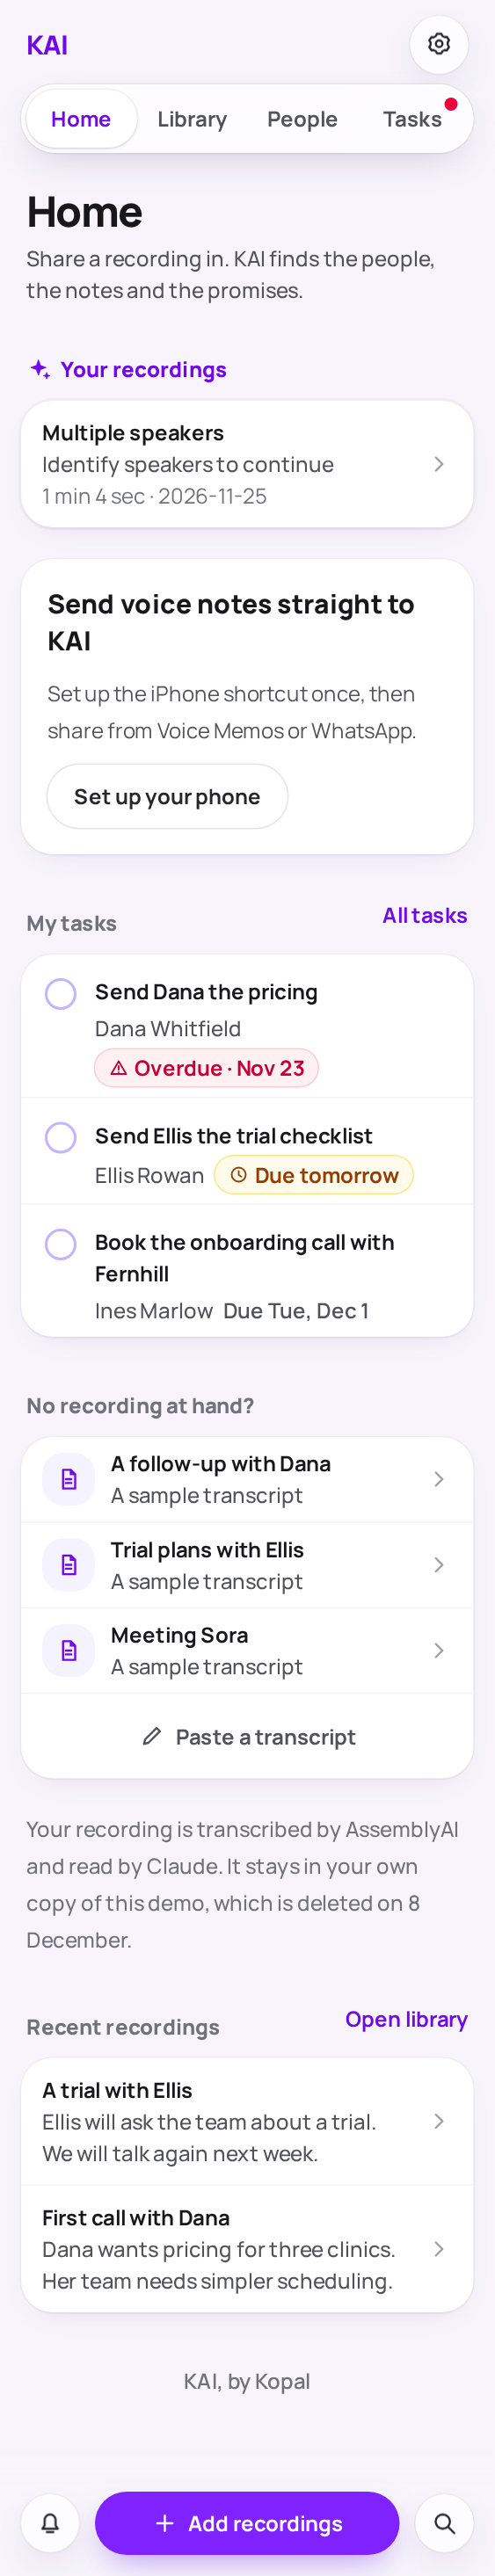 KAI
Home
Library
People
Tasks
Home
Share a recording in. KAI finds the people,
the notes and the promises.
Your recordings
Multiple speakers
Identify speakers to continue
1 min 4 sec · 2026-11-25
Send voice notes straight to
KAI
Set up the iPhone shortcut once, then
share from Voice Memos or WhatsApp.
Set up your phone
My tasks
All tasks
Send Dana the pricing
Dana Whitfield
Overdue · Nov 23
Send Ellis the trial checklist
Ellis Rowan Due tomorrow
Book the onboarding call with
Fernhill
Ines Marlow Due Tue, Dec 1
No recording at hand?
A follow-up with Dana
A sample transcript
Trial plans with Ellis
A sample transcript
Meeting Sora
A sample transcript
Paste a transcript
Your recording is transcribed by AssemblyAI
and read by Claude. It stays in your own
copy of this demo, which is deleted on 8
December.
Recent recordings
Open library
A trial with Ellis
Ellis will ask the team about a trial.
We will talk again next week.
First call with Dana
Dana wants pricing for three clinics.
Her team needs simpler scheduling.
KAI, by Kopal
Add recordings